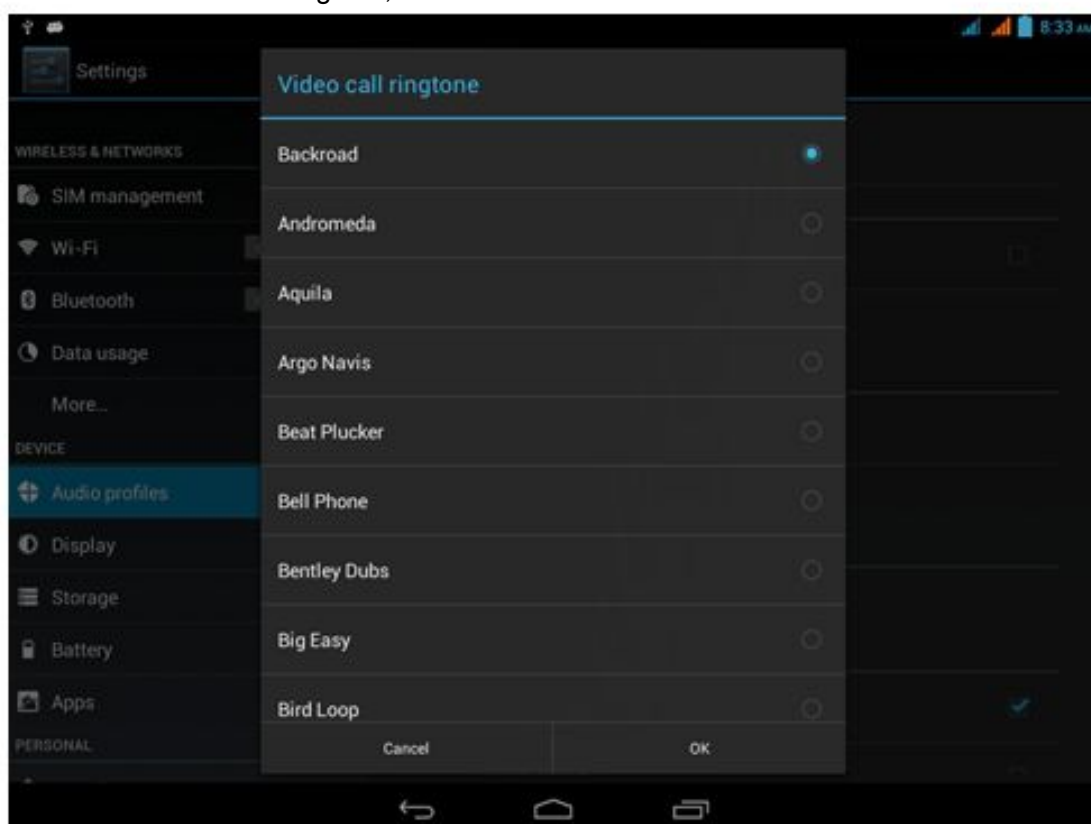 8:33 AM
Settings
Video call ringtone
WIRELESS & NETWORKS
SIM management
Wi-Fi
Bluetooth
Data usage
More...
DEVICE
Audio profiles
Display
Storage
Battery
Apps
PERSONAL
Backroad
Andromeda
Aquila
Argo Navis
Beat Plucker
Bell Phone
Bentley Dubs
Big Easy
Bird Loop
Cancel
OK